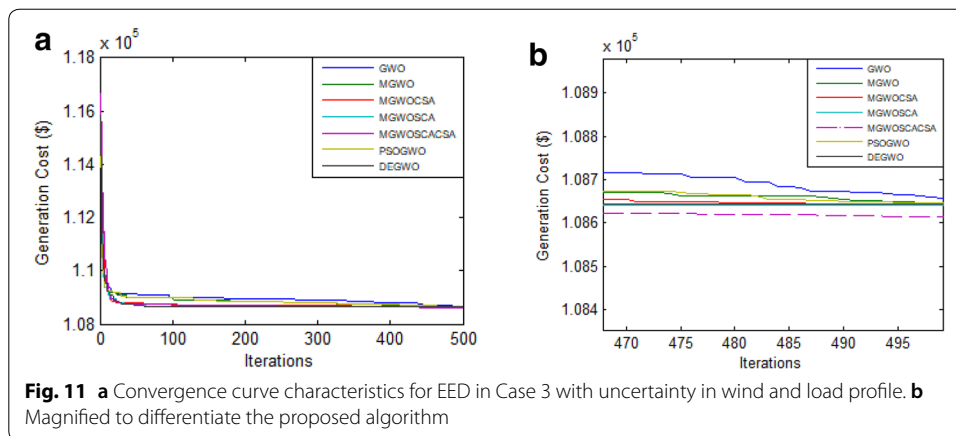 a
x 10⁵
1.18
1.16
1.14
1.12
1.1
1.08
Generation Cost ($)
0
100
200
300
400
500
Iterations
GWO
MGWO
MGWOCSA
MGWOSCA
MGWOSCACSA
PSOGWO
DEGWO
b
x 10⁵
1.089
1.088
1.087
1.086
1.085
1.084
Generation Cost ($)
470
475
480
485
490
495
Iterations
GWO
MGWO
MGWOCSA
MGWOSCA
MGWOSCACSA
PSOGWO
DEGWO
Fig. 11 a Convergence curve characteristics for EED in Case 3 with uncertainty in wind and load profile. b
Magnified to differentiate the proposed algorithm